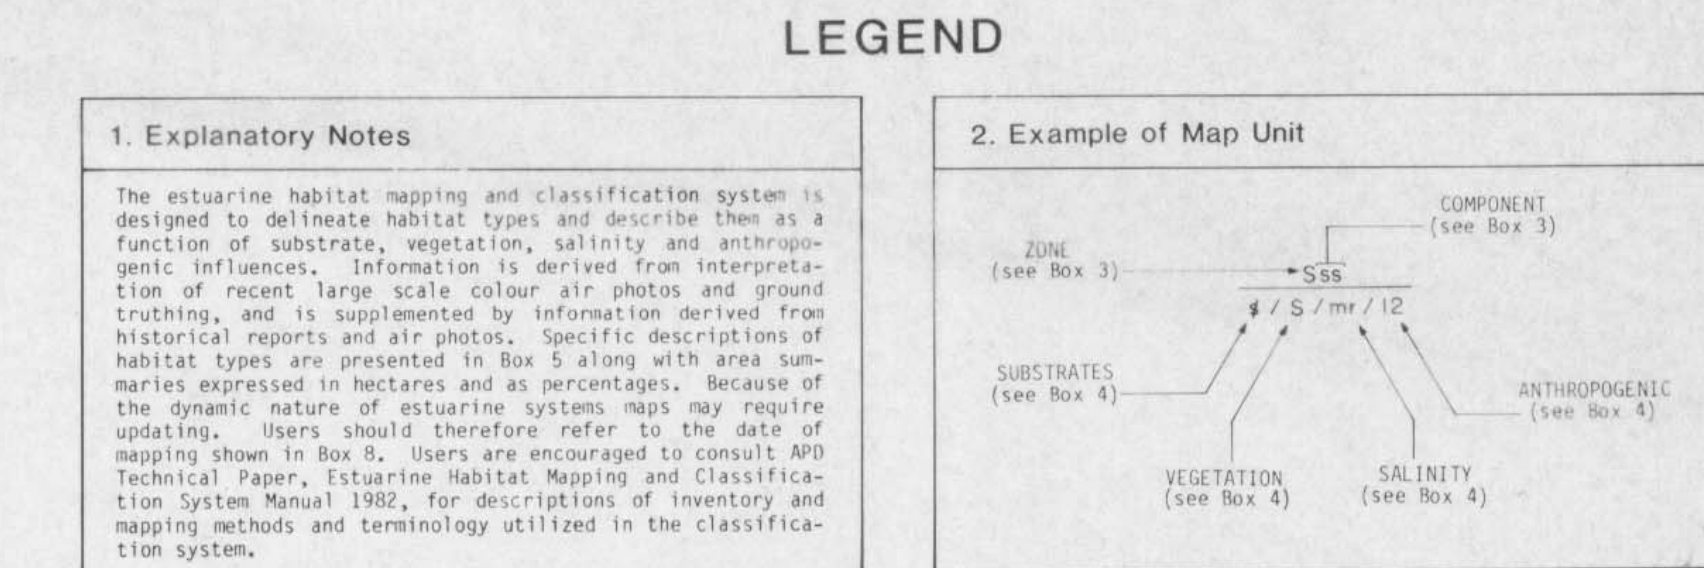 LEGEND
1. Explanatory Notes
The estuarine habitat mapping and classification system is
designed to delineate habitat types and describe them as a
function of substrate, vegetation, salinity and anthropo-
genic influences. Information is derived from interpreta-
tion of recent large scale colour air photos and ground
truthing, and is supplemented by information derived from
historical reports and air photos. Specific descriptions of
habitat types are presented in Box 5 along with area sum-
maries expressed in hectares and as percentages. Because of
the dynamic nature of estuarine systems maps may require
updating. Users should therefore refer to the date of
mapping shown in Box 8. Users are encouraged to consult APD
Technical Paper, Estuarine Habitat Mapping and Classifica-
tion System Manual 1982, for descriptions of inventory and
mapping methods and terminology utilized in the classifica-
tion system.
2. Example of Map Unit
COMPONENT
(see Box 3)
ZONE
(see Box 3)
Sss
/ S / mr / 12
SUBSTRATES
(see Box 4)
ANTHROPOGENIC
(see Box 4)
VEGETATION
(see Box 4)
SALINITY
(see Box 4)